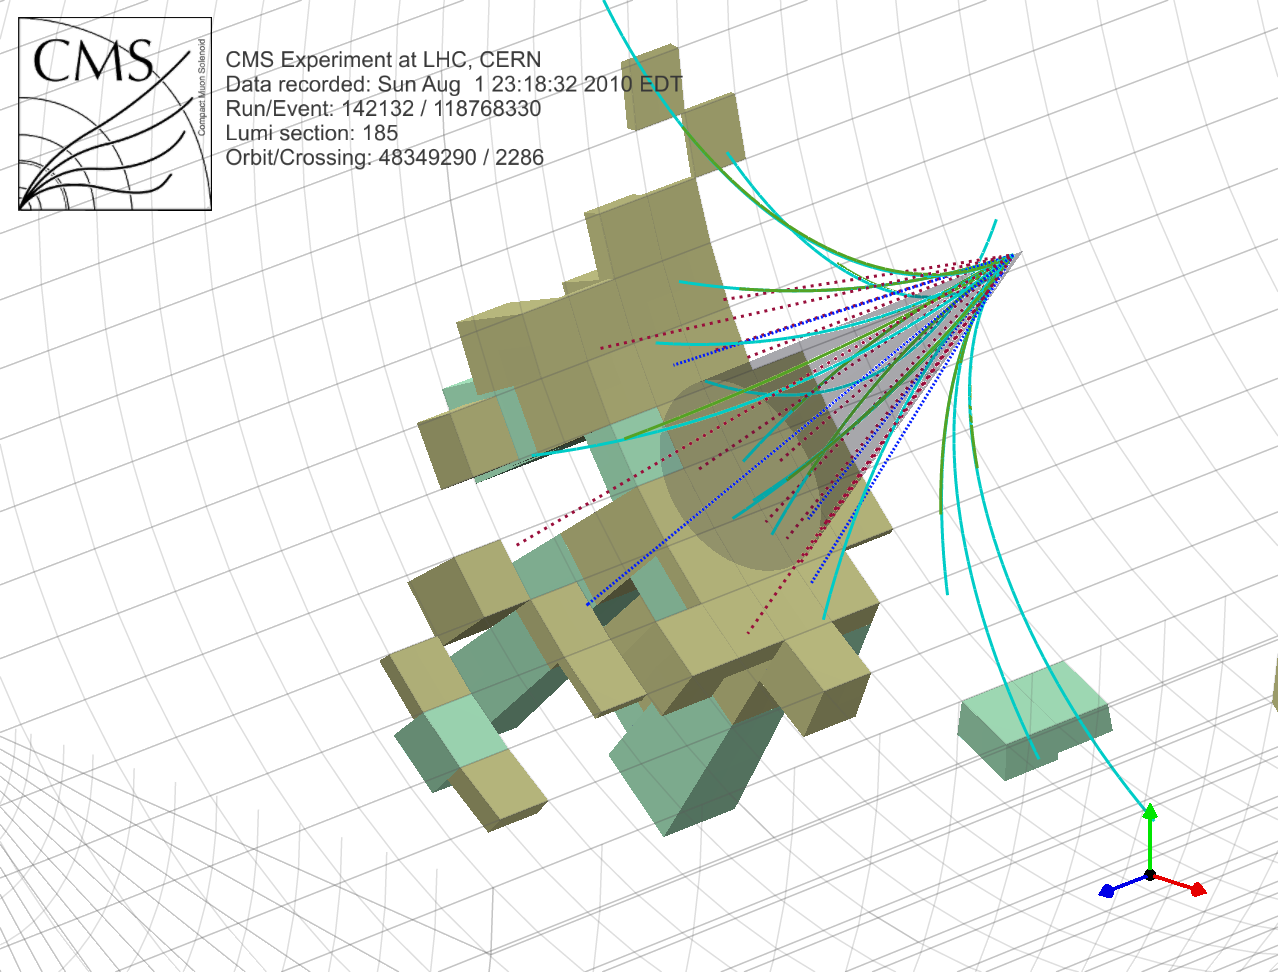 CMS
Compact Muon Solenoid
CMS Experiment at LHC, CERN
Data recorded: Sun Aug  1 23:18:32 2010 EDT
Run/Event: 142132 / 118768330
Lumi section: 185
Orbit/Crossing: 48349290 / 2286